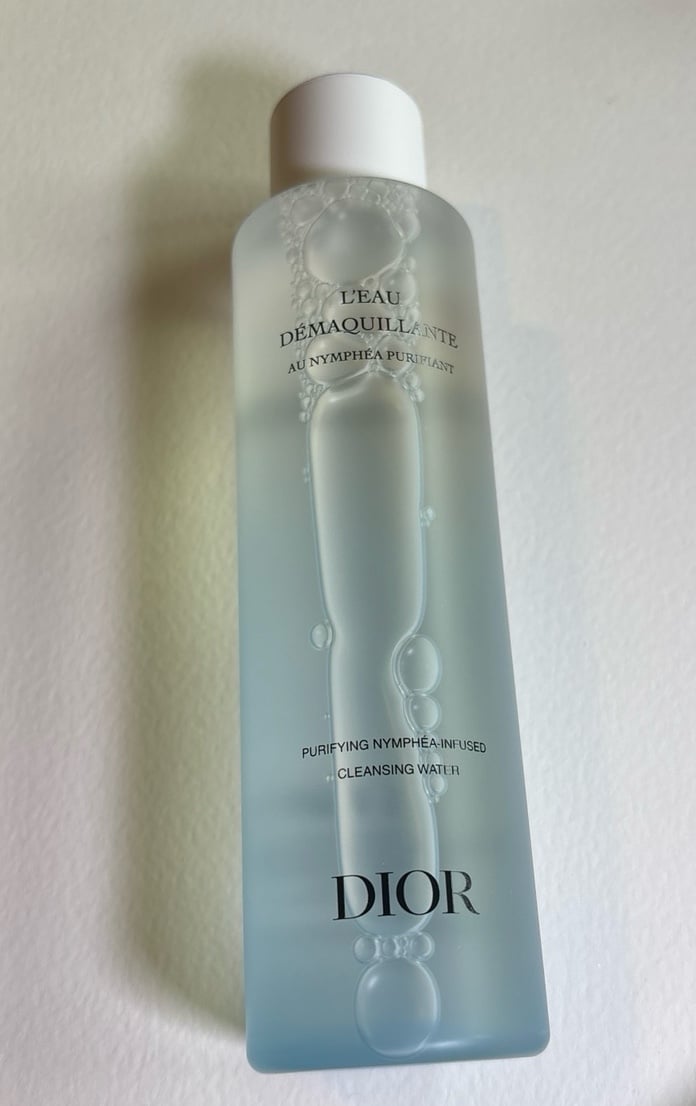 L'EAU
DÉMAQUILLANTE
AU NYMPHÉA PURIFIANT
PURIFYING NYMPHÉA-INFUSED
CLEANSING WATER
DIOR